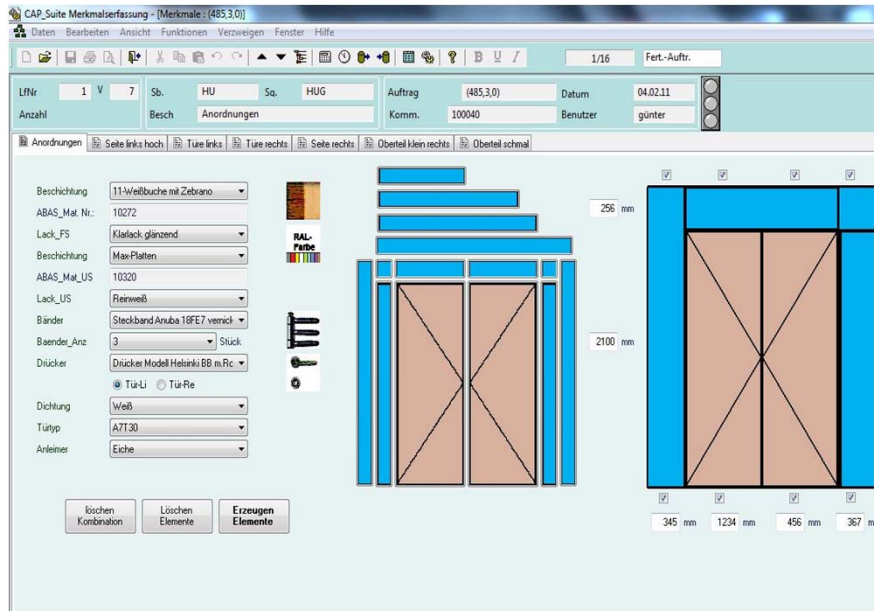 CAP_Suite Merkmalserfassung - [Merkmale : (485,3,0)]
Daten Bearbeiten Ansicht Funktionen Verzweigen Fenster Hilfe
B U I 1/16 Fert.-Auftr.
LfNr 1 V 7 Sb. HU Sq. HUG Auftrag (485,3,0) Datum 04.02.11
Anzahl Besch Anordnungen Komm. 100040 Benutzer günter
Anordnungen Seite links hoch Türe links Türe rechts Seite rechts Oberteil klein rechts Oberteil schmal
Beschichtung 11-Weißbuche mit Zebrano
256 mm
ABAS_Mat. Nr.: 10272
Lack_FS Klarlack glänzend
RAL-
Farbe
Beschichtung Max-Platten
ABAS_Mat_US 10320
Lack_US Reinweiß
Bänder Steckband Anuba 18FE7 vernick
Baender_Anz 3 Stück
2100 mm
Drücker Drücker Modell Helsinki BB m.Rc
Tür-Li Tür-Re
Dichtung Weiß
Türtyp A7T30
Anleimer Eiche
löschen
Kombination
Löschen
Elemente
Erzeugen
Elemente
345 mm 1234 mm 456 mm 367 m